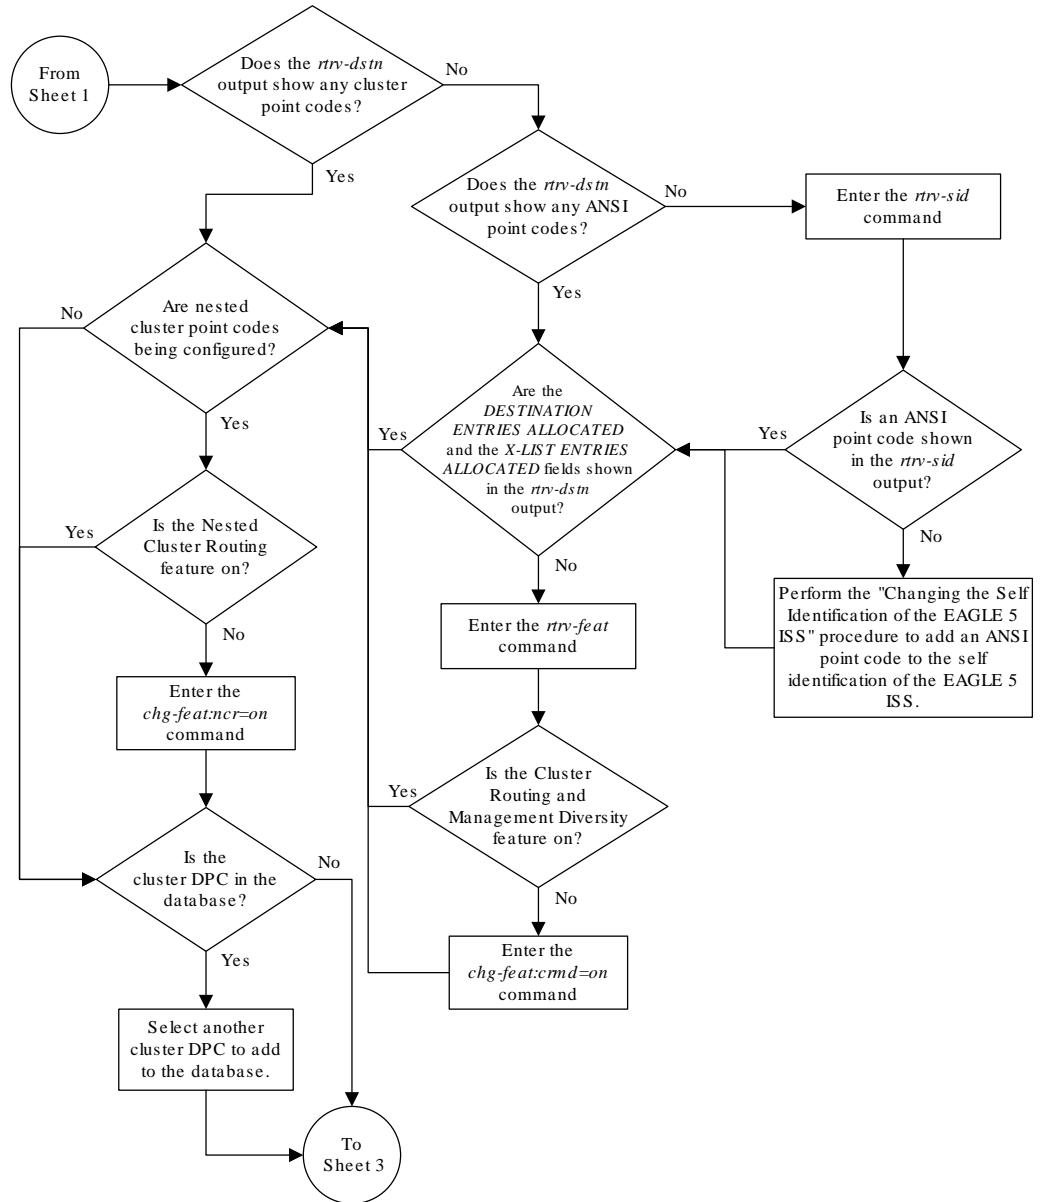 From
Sheet 1
Does the rtrv-dstn
output show any cluster
point codes?
No
Yes
Does the rtrv-dstn
output show any ANSI
point codes?
No
Yes
Enter the rtrv-sid
command
Are nested
cluster point codes
being configured?
No
Yes
Are the
DESTINATION
ENTRIES ALLOCATED
and the X-LIST ENTRIES
ALLOCATED fields shown
in the rtrv-dstn
output?
Yes
No
Is an ANSI
point code shown
in the rtrv-sid
output?
Yes
No
Is the Nested
Cluster Routing
feature on?
Yes
No
Enter the rtrv-feat
command
Perform the "Changing the Self
Identification of the EAGLE 5
ISS" procedure to add an ANSI
point code to the self
identification of the EAGLE 5
ISS.
Enter the
chg-feat:ncr=on
command
Is the Cluster
Routing and
Management Diversity
feature on?
Yes
No
Is the
cluster DPC in the
database?
No
Yes
Enter the
chg-feat:crmd=on
command
Select another
cluster DPC to add
to the database.
To
Sheet 3